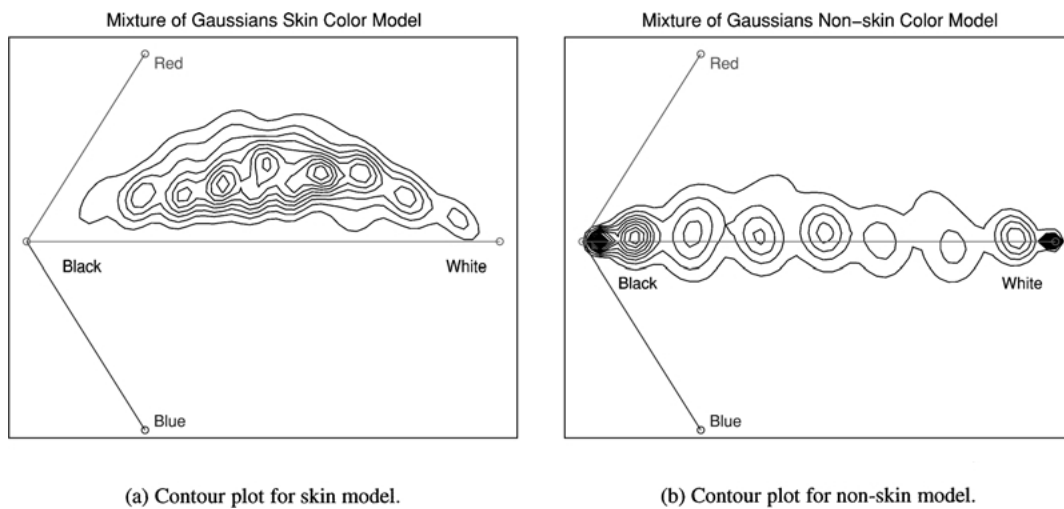 Mixture of Gaussians Skin Color Model
Red
Black
White
Blue
(a) Contour plot for skin model.
Mixture of Gaussians Non-skin Color Model
Red
Black
White
Blue
(b) Contour plot for non-skin model.